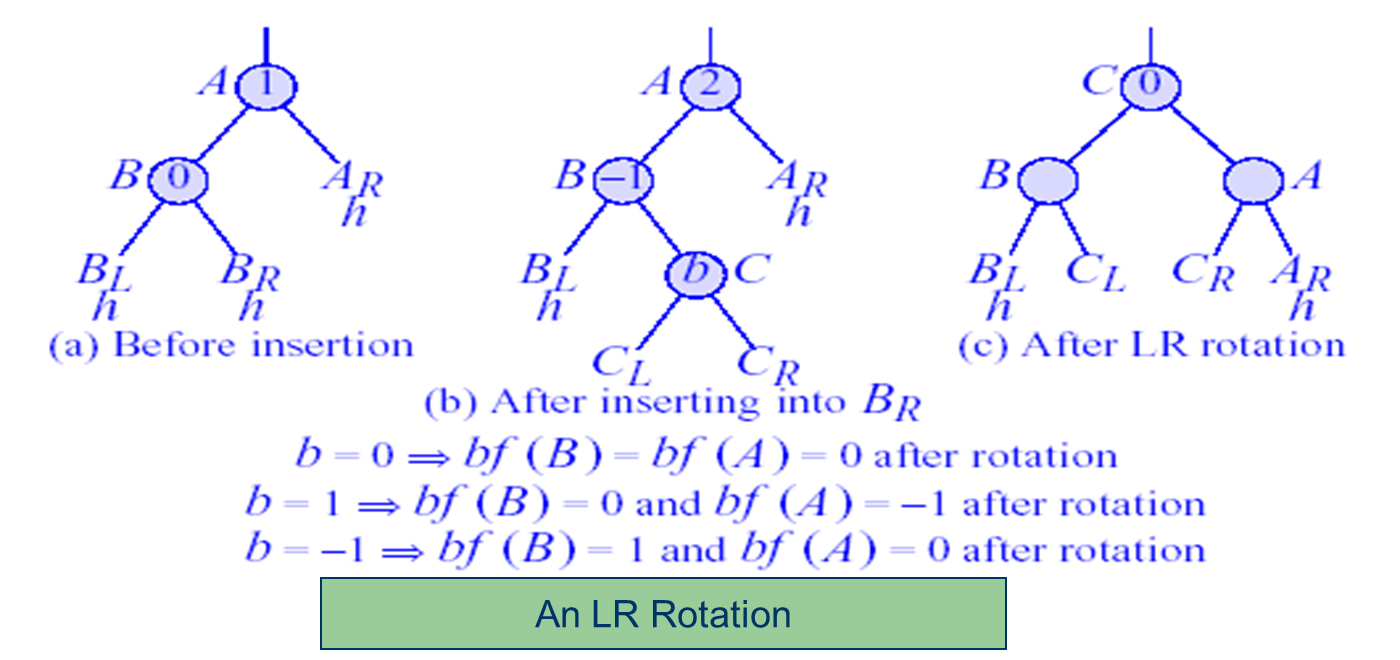 A 1
B 0
A_R
h
B_L
h
B_R
h
(a) Before insertion
A 2
B −1
A_R
h
B_L
h
b C
C_L
C_R
(b) After inserting into B_R
C 0
B
A
B_L
h
C_L
C_R
A_R
h
(c) After LR rotation
b = 0 ⇒ bf (B) = bf (A) = 0 after rotation
b = 1 ⇒ bf (B) = 0 and bf (A) = −1 after rotation
b = −1 ⇒ bf (B) = 1 and bf (A) = 0 after rotation
An LR Rotation